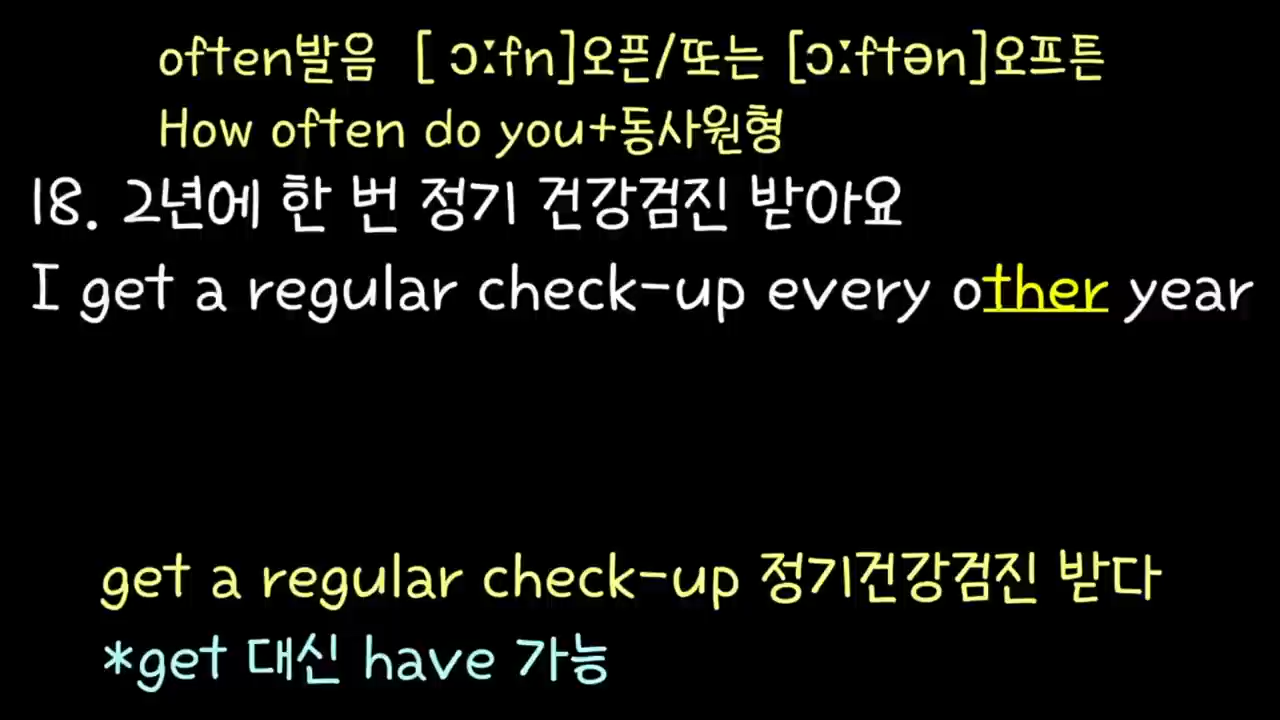 often발음 [ ɔːfn]오픈/또는 [ɔːftən]오프튼
How often do you+동사원형
18. 2년에 한 번 정기 건강검진 받아요
I get a regular check-up every other year
get a regular check-up 정기건강검진 받다
*get 대신 have 가능